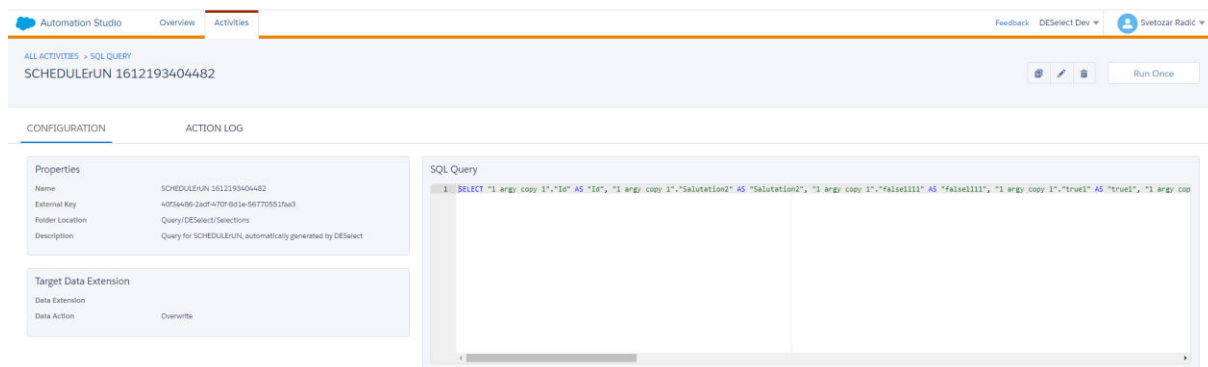 Automation Studio Overview Activities Feedback DESelect Dev Svetozar Radić
ALL ACTIVITIES > SQL QUERY
SCHEDULErUN 1612193404482
Run Once
CONFIGURATION ACTION LOG
Properties
Name SCHEDULErUN 1612193404482
External Key 40f3e486-2adf-470f-8d1e-56770551faa3
Folder Location Query/DESelect/Selections
Description Query for SCHEDULErUN, automatically generated by DESelect
Target Data Extension
Data Extension
Data Action Overwrite
SQL Query
1 SELECT "1 argy copy 1"."Id" AS "Id", "1 argy copy 1"."Salutation2" AS "Salutation2", "1 argy copy 1"."false1111" AS "false1111", "1 argy copy 1"."true1" AS "true1", "1 argy cop